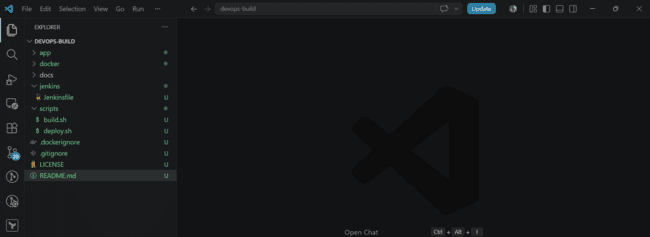 File Edit Selection View Go Run ...
devops-build
Update
EXPLORER ...
DEVOPS-BUILD
app
docker
docs
jenkins
Jenkinsfile U
scripts
build.sh U
deploy.sh U
.dockerignore U
.gitignore U
LICENSE U
README.md U
Open Chat Ctrl + Alt + I